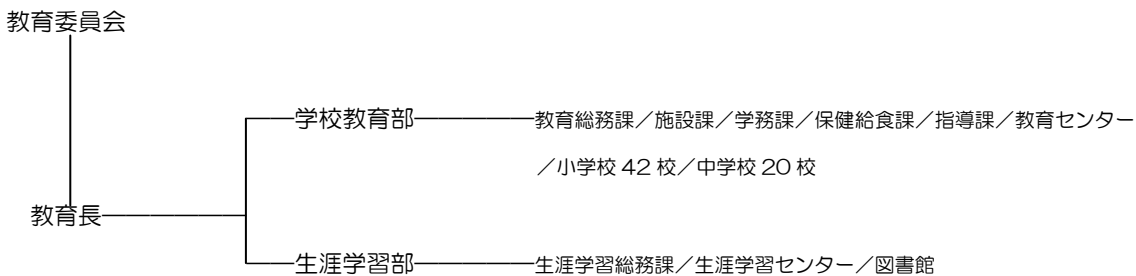 教育委員会
学校教育部
教育総務課／施設課／学務課／保健給食課／指導課／教育センター
／小学校 42 校／中学校 20 校
教育長
生涯学習部
生涯学習総務課／生涯学習センター／図書館